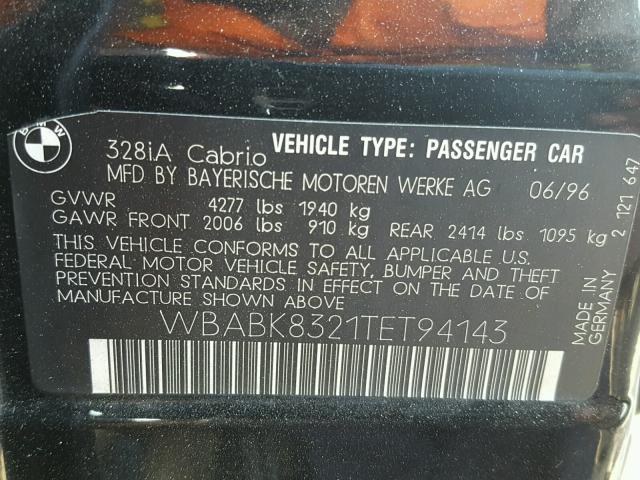 BMW
328iA Cabrio VEHICLE TYPE: PASSENGER CAR
MFD BY BAYERISCHE MOTOREN WERKE AG 06/96
GVWR 4277 lbs 1940 kg
GAWR FRONT 2006 lbs 910 kg REAR 2414 lbs 1095 kg
THIS VEHICLE CONFORMS TO ALL APPLICABLE U.S.
FEDERAL MOTOR VEHICLE SAFETY, BUMPER AND THEFT
PREVENTION STANDARDS IN EFFECT ON THE DATE OF
MANUFACTURE SHOWN ABOVE
WBABK8321TET94143
MADE IN
GERMANY
2 121 647